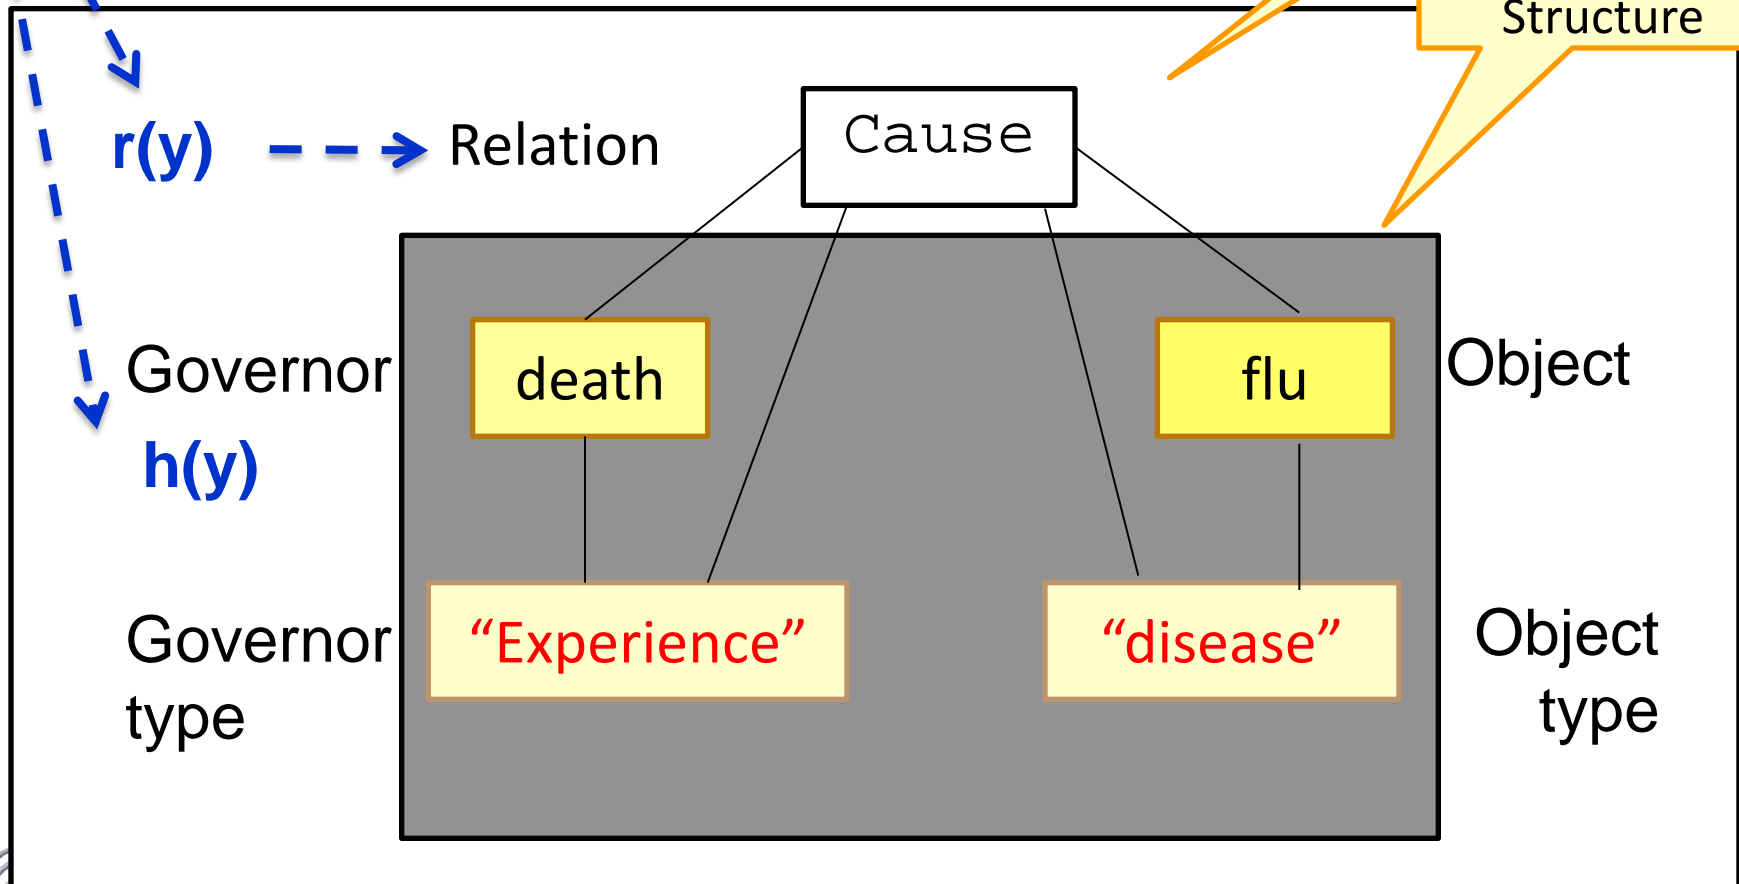 Structure
r(y)
Relation
Cause
Governor
death
flu
Object
h(y)
Governor
type
“Experience”
“disease”
Object
type